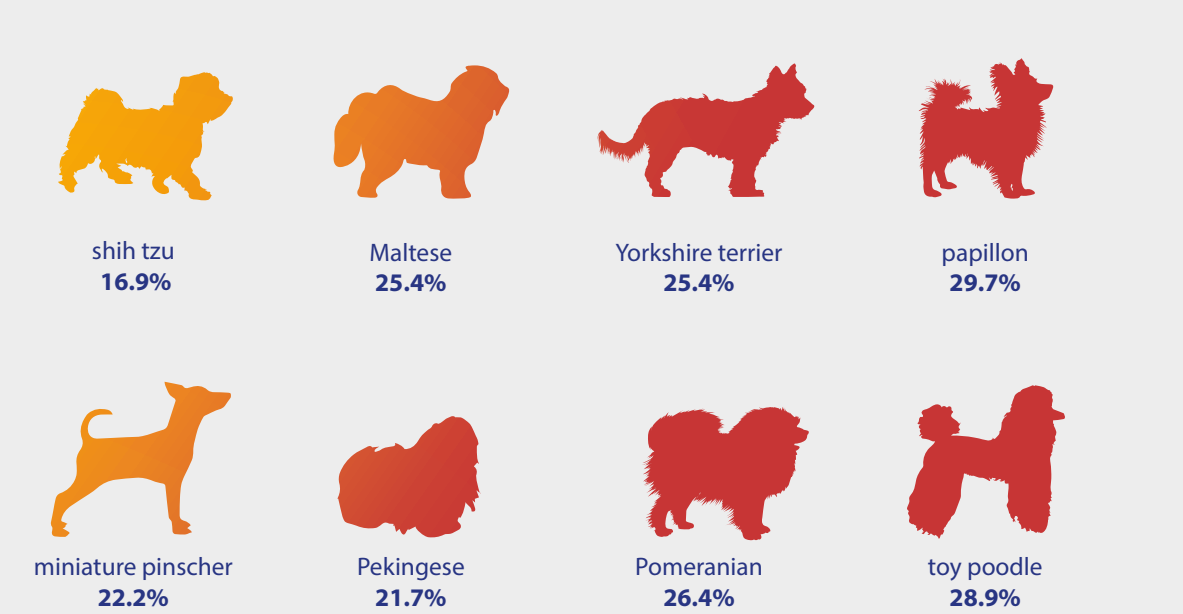 shih tzu
16.9%
Maltese
25.4%
Yorkshire terrier
25.4%
papillon
29.7%
miniature pinscher
22.2%
Pekingese
21.7%
Pomeranian
26.4%
toy poodle
28.9%